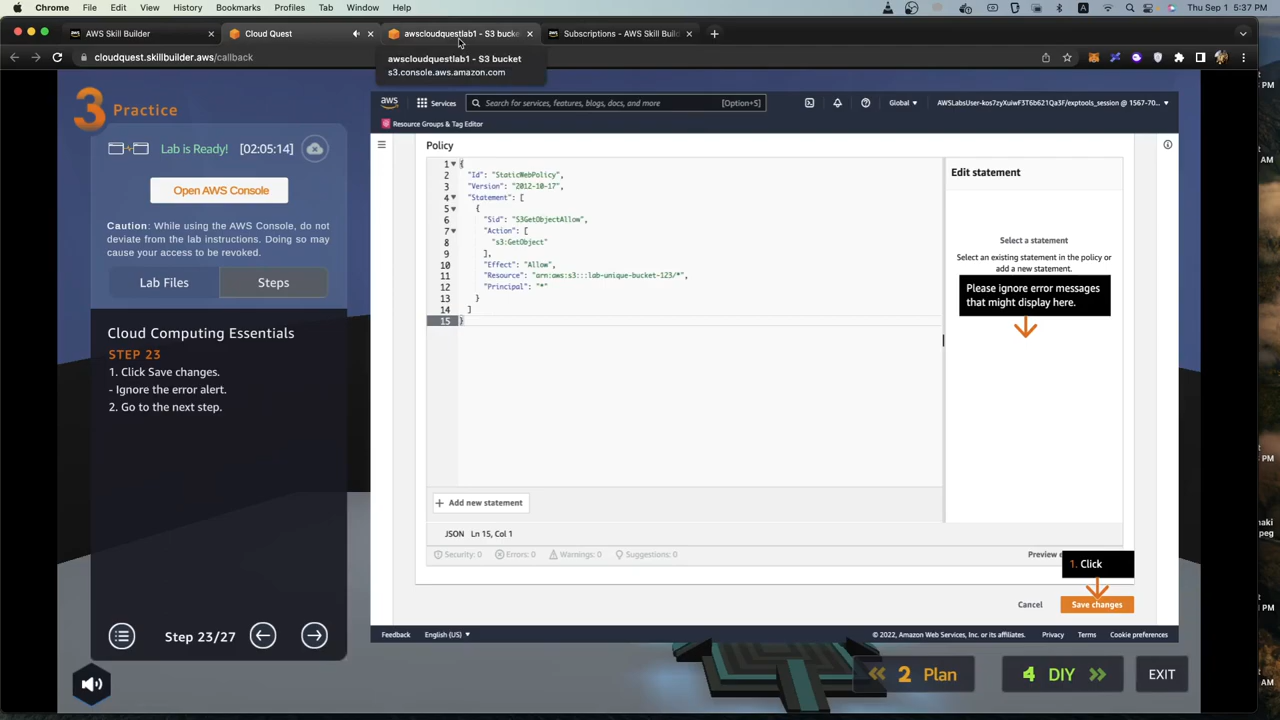 Chrome File Edit View History Bookmarks Profiles Tab Window Help
Thu Sep 1 5:37 PM
AWS Skill Builder
Cloud Quest
awscloudquestlab1 - S3 bucke
Subscriptions - AWS Skill Buil
cloudquest.skillbuilder.aws/callback
awscloudquestlab1 - S3 bucket
s3.console.aws.amazon.com
3 Practice
Lab is Ready! [02:05:14]
Open AWS Console
Caution: While using the AWS Console, do not
deviate from the lab instructions. Doing so may
cause your access to be revoked.
Lab Files
Steps
Cloud Computing Essentials
STEP 23
1. Click Save changes.
- Ignore the error alert.
2. Go to the next step.
Step 23/27
aws
Services
Search for services, features, blogs, docs, and more
[Option+S]
Global
AWSLabsUser-kos7zyXuiwF3T6b621Qa3F/exptools_session @ 1567-70...
Resource Groups & Tag Editor
Policy
1 {
2 "Id": "StaticWebPolicy",
3 "Version": "2012-10-17",
4 "Statement": [
5 {
6 "Sid": "S3GetObjectAllow",
7 "Action": [
8 "s3:GetObject"
9 ],
10 "Effect": "Allow",
11 "Resource": "arn:aws:s3:::lab-unique-bucket-123/*",
12 "Principal": "*"
13 }
14 ]
15 }
Edit statement
Select a statement
Select an existing statement in the policy or
add a new statement.
Please ignore error messages
that might display here.
+ Add new statement
JSON Ln 15, Col 1
Security: 0
Errors: 0
Warnings: 0
Suggestions: 0
Preview e
1. Click
Cancel
Save changes
Feedback
English (US)
© 2022, Amazon Web Services, Inc. or its affiliates.
Privacy
Terms
Cookie preferences
2 Plan
4 DIY
EXIT